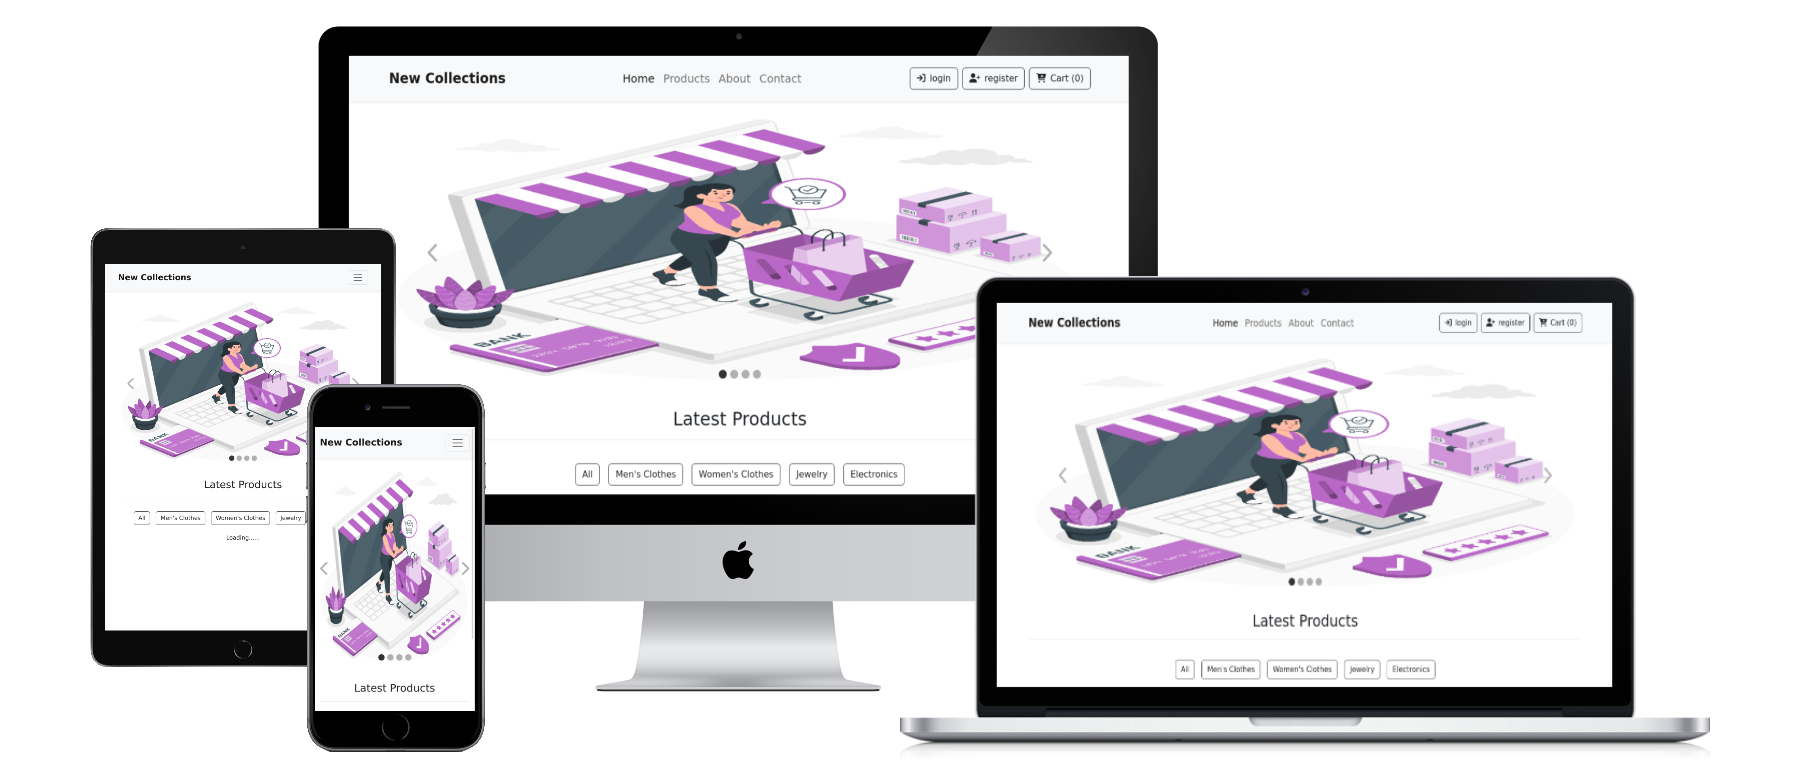 New Collections
Home Products About Contact
login register Cart (0)
BANK
Latest Products
All Men's Clothes Women's Clothes Jewelry Electronics
New Collections
BANK
Latest Products
All Men's Clothes Women's Clothes Jewelry
Loading.....
New Collections
BANK
Latest Products
New Collections
Home Products About Contact
login register Cart (0)
BANK
Latest Products
All Men's Clothes Women's Clothes Jewelry Electronics